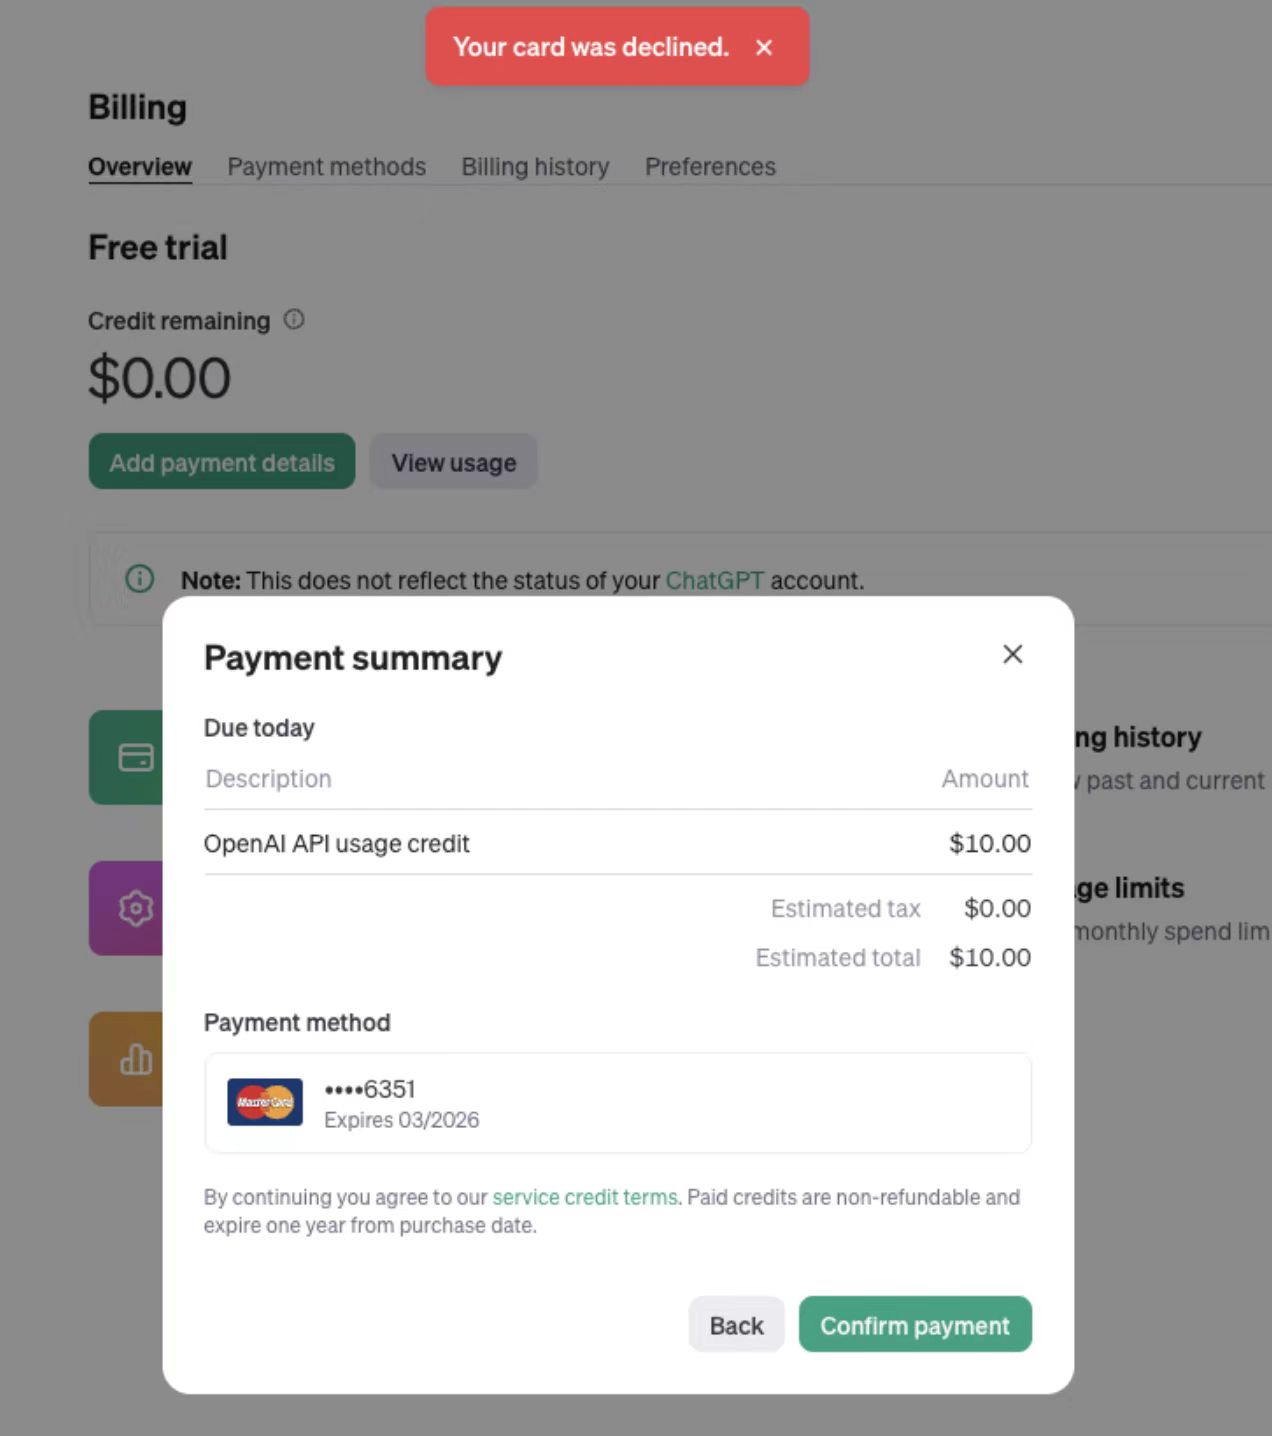 Your card was declined.
Billing
Overview Payment methods Billing history Preferences
Free trial
Credit remaining
$0.00
Add payment details View usage
Note: This does not reflect the status of your ChatGPT account.
Payment summary
Due today
Description Amount
OpenAI API usage credit $10.00
Estimated tax $0.00
Estimated total $10.00
Payment method
MasterCard
••••6351
Expires 03/2026
By continuing you agree to our service credit terms. Paid credits are non-refundable and
expire one year from purchase date.
Back Confirm payment
ng history
past and current
ge limits
monthly spend lim